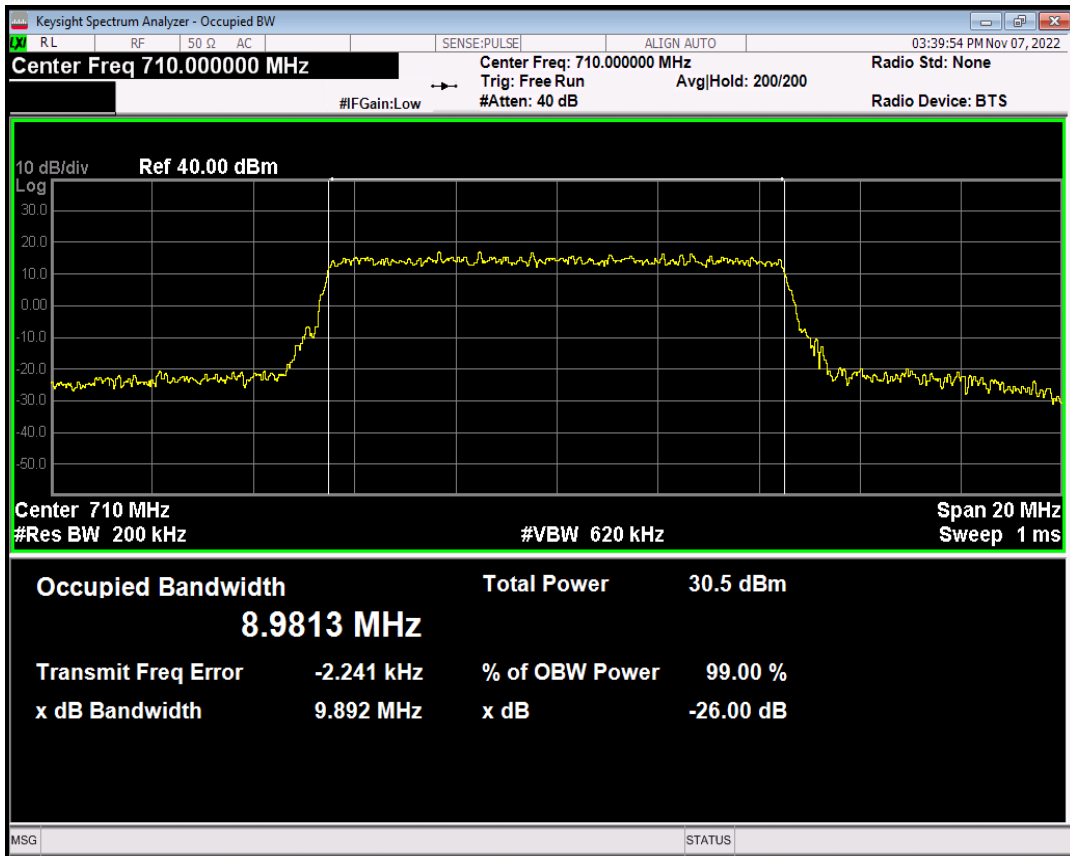 Keysight Spectrum Analyzer - Occupied BW
LXI RL RF 50 Ω AC SENSE:PULSE ALIGN AUTO 03:39:54 PM Nov 07, 2022
Center Freq 710.000000 MHz Center Freq: 710.000000 MHz Radio Std: None
Trig: Free Run Avg|Hold: 200/200
#IFGain:Low #Atten: 40 dB Radio Device: BTS
10 dB/div Ref 40.00 dBm
Log
30.0
20.0
10.0
0.00
-10.0
-20.0
-30.0
-40.0
-50.0
Center 710 MHz Span 20 MHz
#Res BW 200 kHz #VBW 620 kHz Sweep 1 ms
Occupied Bandwidth Total Power 30.5 dBm
8.9813 MHz
Transmit Freq Error -2.241 kHz % of OBW Power 99.00 %
x dB Bandwidth 9.892 MHz x dB -26.00 dB
MSG STATUS